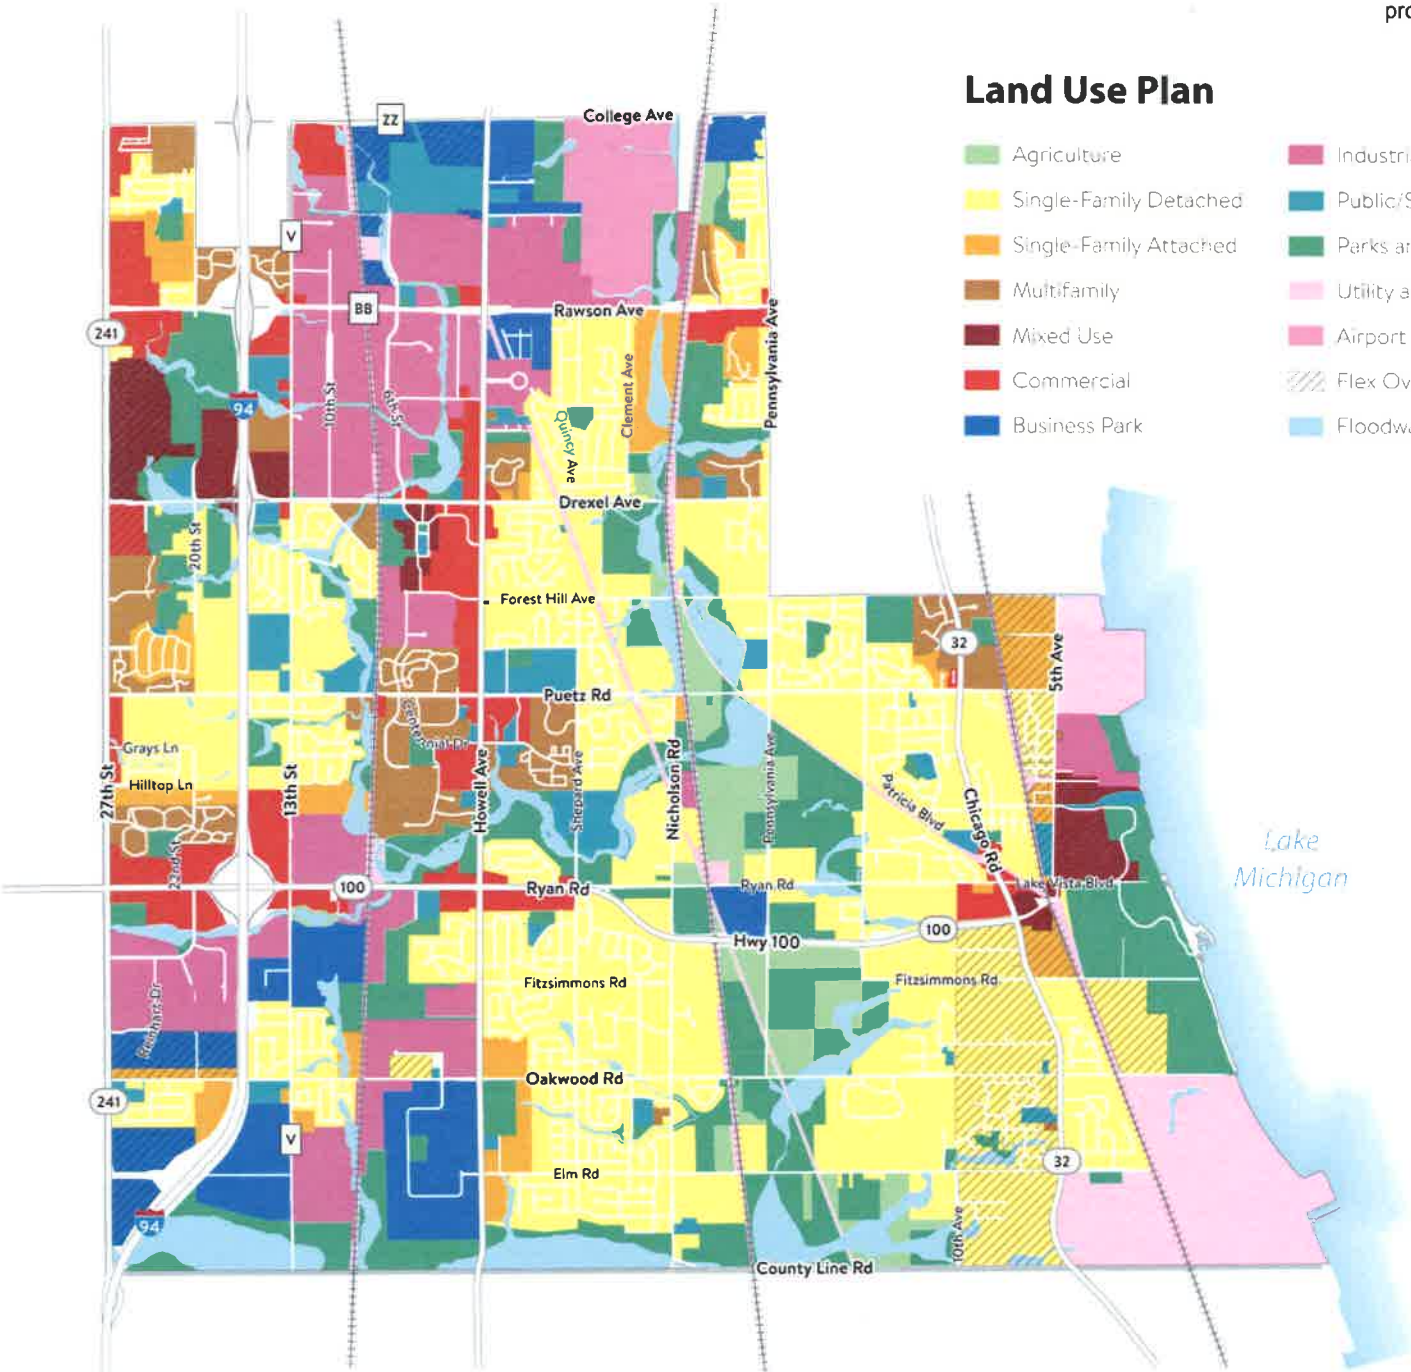 pro
Land Use Plan
Agriculture
Single-Family Detached
Single-Family Attached
Multifamily
Mixed Use
Commercial
Business Park
Industri
Public/S
Parks ar
Utility a
Airport
Flex Ov
Floodwa
ZZ
College Ave
V
BB
Rawson Ave
241
94
10th St
6th St
Quincy Ave
Clement Ave
Pennsylvania Ave
Drexel Ave
20th St
Forest Hill Ave
32
5th Ave
Puetz Rd
Grays Ln
Centennial Dr
Hilltop Ln
27th St
13th St
Howell Ave
Shepard Ave
Nicholson Rd
Pennsylvania Ave
Patricia Blvd
Chicago Rd
Lake
Michigan
22nd St
100
Ryan Rd
Ryan Rd
Lake Vista Blvd
Hwy 100
100
Fitzsimmons Rd
Fitzsimmons Rd
Reinhart Dr
Oakwood Rd
241
V
Elm Rd
32
94
10th Ave
County Line Rd